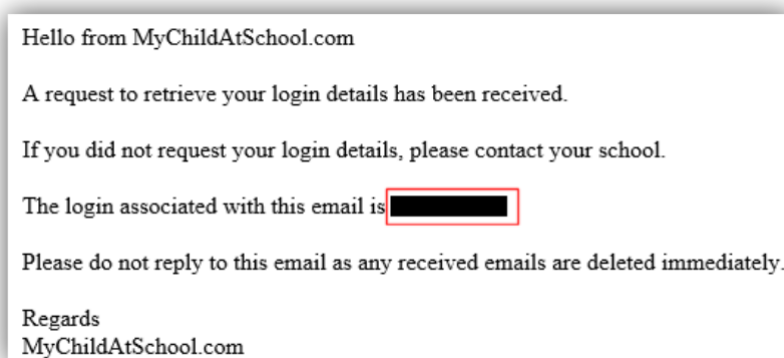 Hello from MyChildAtSchool.com
A request to retrieve your login details has been received.
If you did not request your login details, please contact your school.
The login associated with this email is
Please do not reply to this email as any received emails are deleted immediately.
Regards
MyChildAtSchool.com